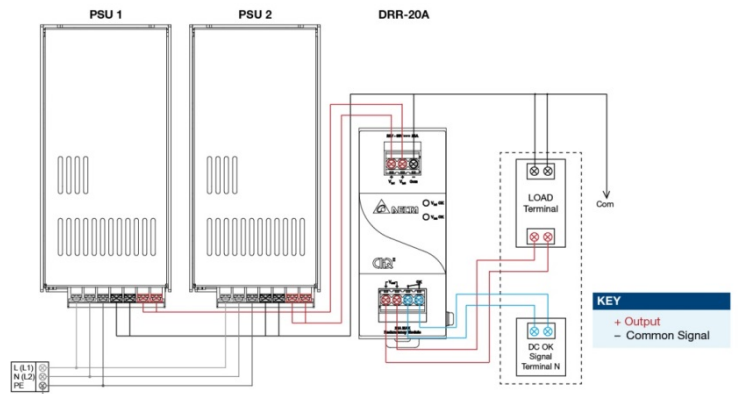 PSU 1
PSU 2
DRR-20A
DELTA
LOAD
Terminal
Com
DC OK
Signal
Terminal N
KEY
+ Output
– Common Signal
L (L1)
N (L2)
PE